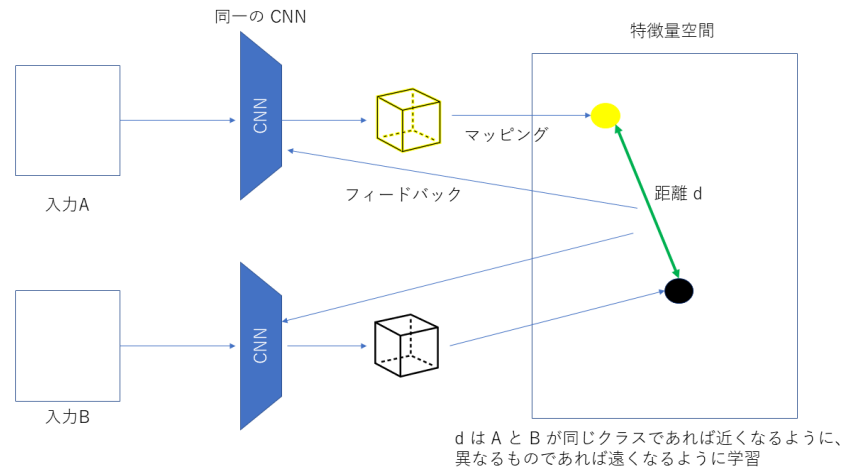 同一の CNN
特徴量空間
CNN
マッピング
入力A
フィードバック
距離 d
CNN
入力B
d は A と B が同じクラスであれば近くなるように、
異なるものであれば遠くなるように学習